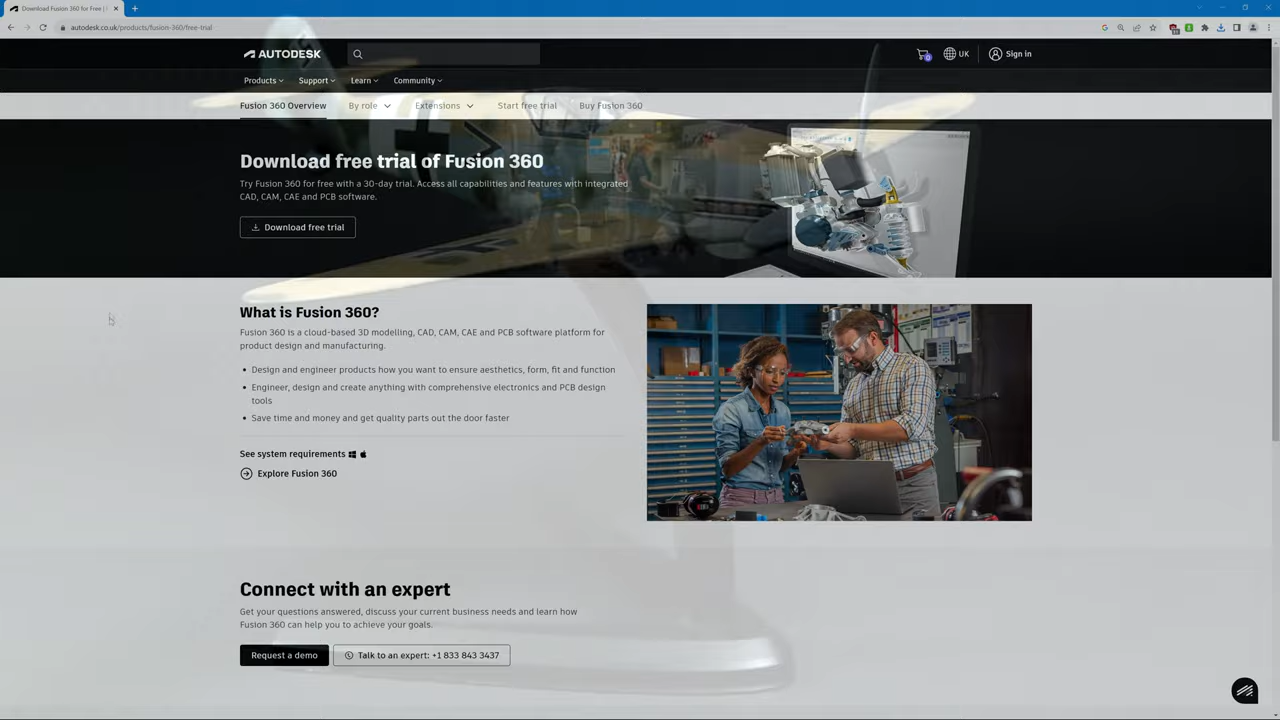 Download Fusion 360 for Free |
autodesk.co.uk/products/fusion-360/free-trial
AUTODESK
0
UK
Sign in
Products
Support
Learn
Community
Fusion 360 Overview
By role
Extensions
Start free trial
Buy Fusion 360
Download free trial of Fusion 360
Try Fusion 360 for free with a 30-day trial. Access all capabilities and features with integrated
CAD, CAM, CAE and PCB software.
Download free trial
What is Fusion 360?
Fusion 360 is a cloud-based 3D modelling, CAD, CAM, CAE and PCB software platform for
product design and manufacturing.
• Design and engineer products how you want to ensure aesthetics, form, fit and function
• Engineer, design and create anything with comprehensive electronics and PCB design
tools
• Save time and money and get quality parts out the door faster
See system requirements
Explore Fusion 360
Connect with an expert
Get your questions answered, discuss your current business needs and learn how
Fusion 360 can help you to achieve your goals.
Request a demo
Talk to an expert: +1 833 843 3437